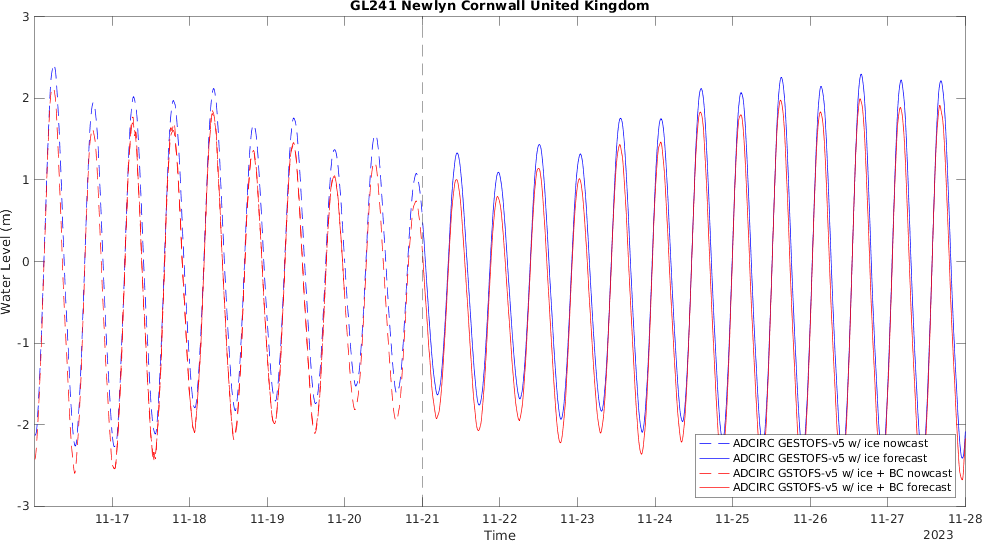 GL241 Newlyn Cornwall United Kingdom
3
2
1
0
-1
-2
-3
Water Level (m)
ADCIRC GESTOFS-v5 w/ ice nowcast
ADCIRC GESTOFS-v5 w/ ice forecast
ADCIRC GSTOFS-v5 w/ ice + BC nowcast
ADCIRC GSTOFS-v5 w/ ice + BC forecast
11-17 11-18 11-19 11-20 11-21 11-22 11-23 11-24 11-25 11-26 11-27 11-28
Time
2023